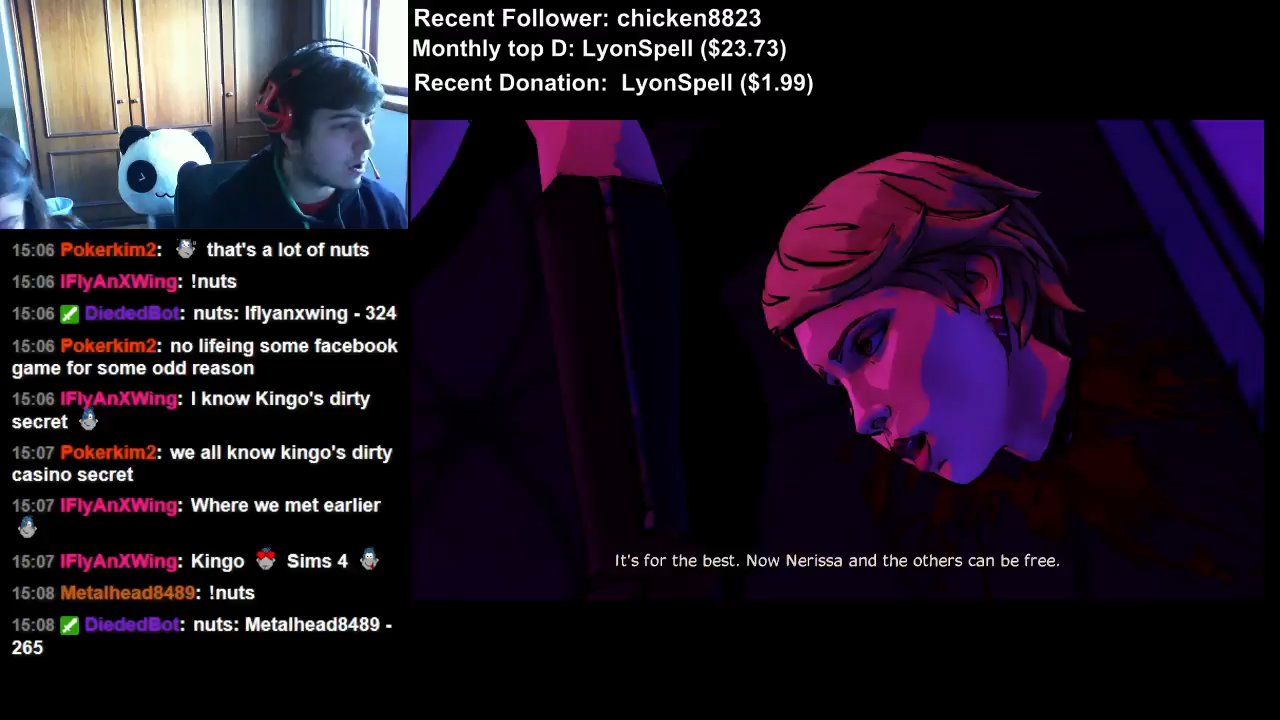 Recent Follower: chicken8823
Monthly top D: LyonSpell ($23.73)
Recent Donation:  LyonSpell ($1.99)
15:06 Pokerkim2: that's a lot of nuts
15:06 IFlyAnXWing: !nuts
15:06 DiededBot: nuts: Iflyanxwing - 324
15:06 Pokerkim2: no lifeing some facebook
game for some odd reason
15:06 IFlyAnXWing: I know Kingo's dirty
secret
15:07 Pokerkim2: we all know kingo's dirty
casino secret
15:07 IFlyAnXWing: Where we met earlier
15:07 IFlyAnXWing: Kingo Sims 4
15:08 Metalhead8489: !nuts
15:08 DiededBot: nuts: Metalhead8489 -
265
It's for the best. Now Nerissa and the others can be free.